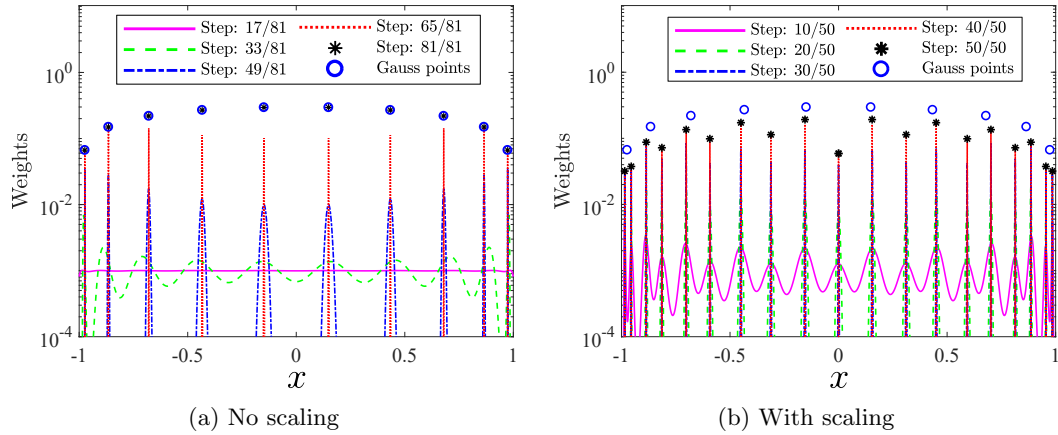 Step: 17/81
Step: 33/81
Step: 49/81
Step: 65/81
Step: 81/81
Gauss points
10^0
10^-2
10^-4
Weights
-1
-0.5
0
0.5
1
x
(a) No scaling
Step: 10/50
Step: 20/50
Step: 30/50
Step: 40/50
Step: 50/50
Gauss points
10^0
10^-2
10^-4
Weights
-1
-0.5
0
0.5
1
x
(b) With scaling